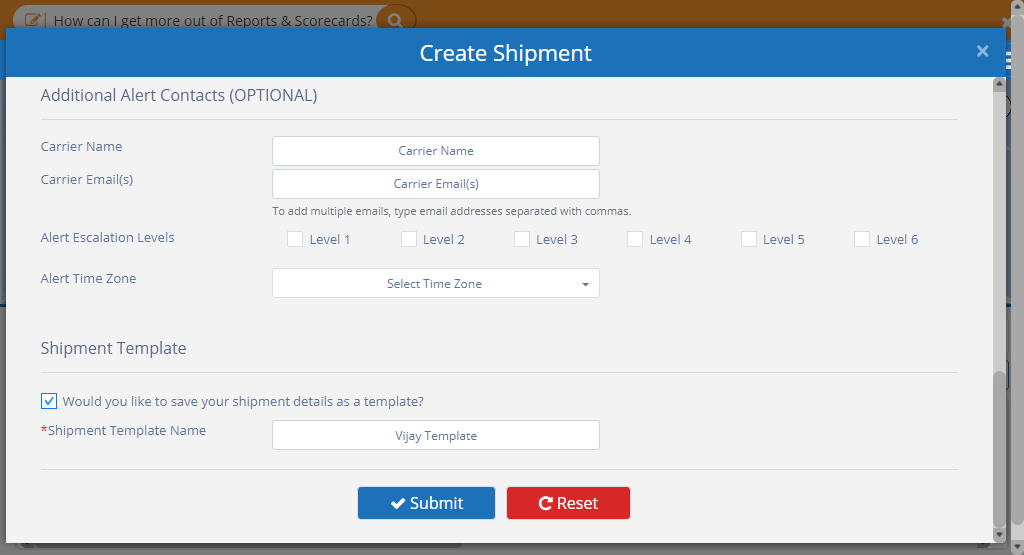 How can I get more out of Reports & Scorecards?
Create Shipment
Additional Alert Contacts (OPTIONAL)
Carrier Name
Carrier Name
Carrier Email(s)
Carrier Email(s)
To add multiple emails, type email addresses separated with commas.
Alert Escalation Levels
Level 1
Level 2
Level 3
Level 4
Level 5
Level 6
Alert Time Zone
Select Time Zone
Shipment Template
Would you like to save your shipment details as a template?
*Shipment Template Name
Vijay Template
Submit
Reset